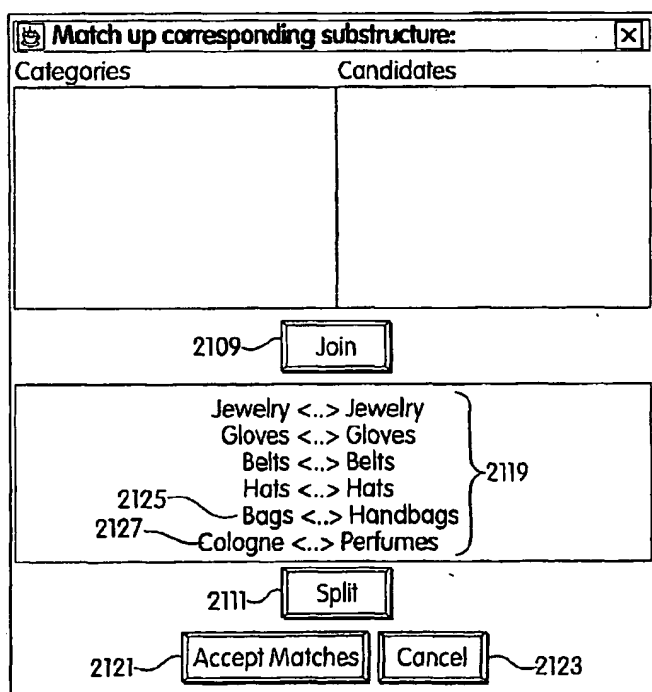 Match up corresponding substructure:
Categories Candidates
2109 Join
Jewelry <..> Jewelry
Gloves <..> Gloves
Belts <..> Belts
Hats <..> Hats
2119
2125 Bags <..> Handbags
2127 Cologne <..> Perfumes
2111 Split
2121 Accept Matches Cancel 2123